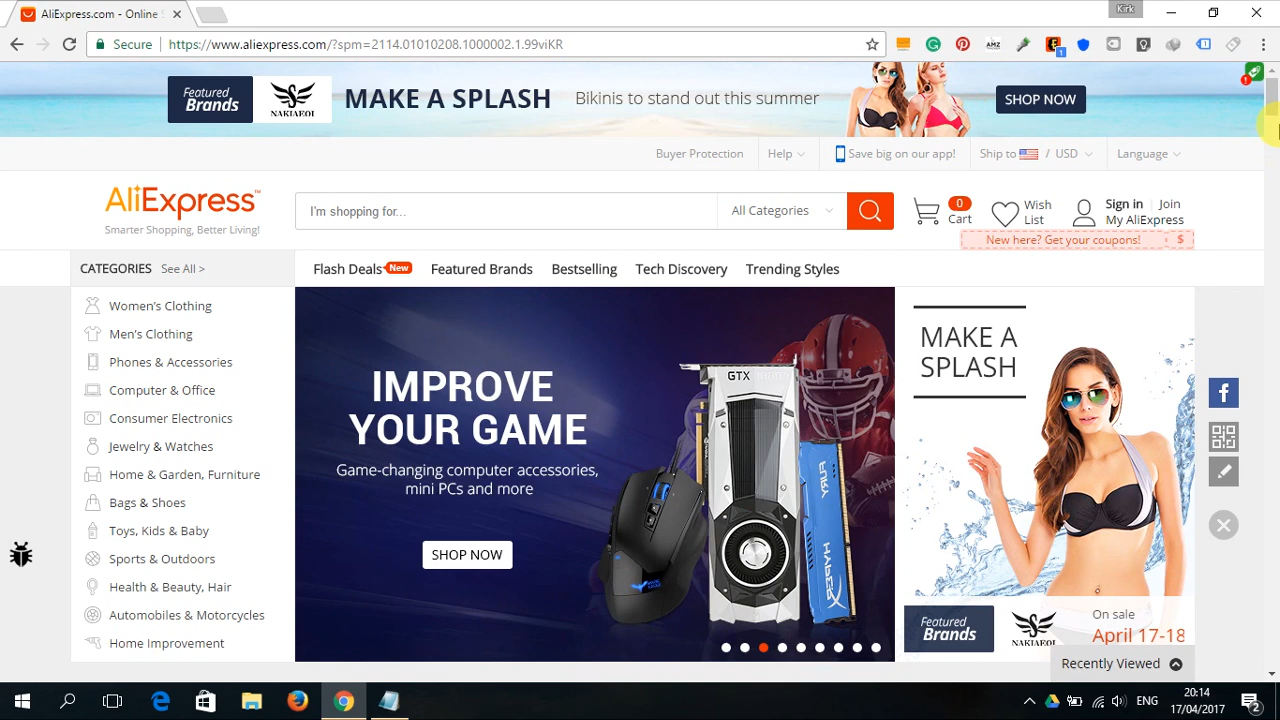 AliExpress.com - Online S
Kirk
Secure
https://www.aliexpress.com/?spm=2114.01010208.1000002.1.99viKR
AMZ
1
Featured
Brands
NAKIAEOI
MAKE A SPLASH
Bikinis to stand out this summer
SHOP NOW
Buyer Protection
Help
Save big on our app!
Ship to / USD
Language
AliExpress
Smarter Shopping, Better Living!
I'm shopping for...
All Categories
0
Cart
Wish
List
Sign in | Join
My AliExpress
New here? Get your coupons! $
CATEGORIES See All >
Flash Deals New
Featured Brands
Bestselling
Tech Discovery
Trending Styles
Women's Clothing
Men's Clothing
Phones & Accessories
Computer & Office
Consumer Electronics
Jewelry & Watches
Home & Garden, Furniture
Bags & Shoes
Toys, Kids & Baby
Sports & Outdoors
Health & Beauty, Hair
Automobiles & Motorcycles
Home Improvement
IMPROVE
YOUR GAME
Game-changing computer accessories,
mini PCs and more
SHOP NOW
GTX
FURY
HYPERX
MAKE A
SPLASH
Featured
Brands
NAKIAEOI
On sale
April 17-18
Recently Viewed
ENG
20:14
17/04/2017
2